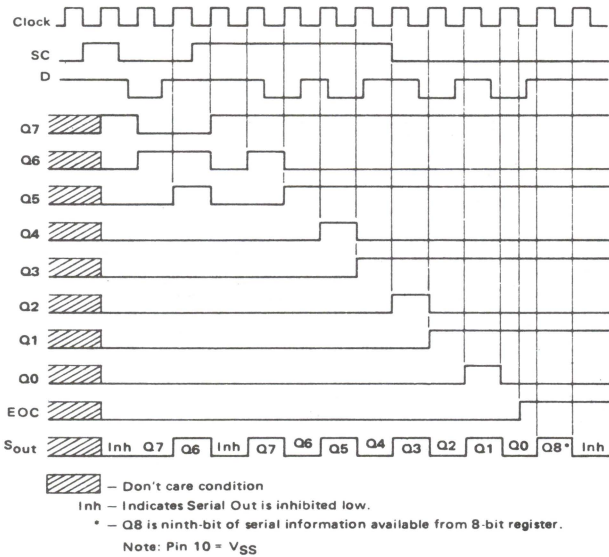 Clock
SC
D
Q7
Q6
Q5
Q4
Q3
Q2
Q1
Q0
EOC
Sout Inh Q7 Q6 Inh Q7 Q6 Q5 Q4 Q3 Q2 Q1 Q0 Q8* Inh
— Don't care condition
Inh — Indicates Serial Out is inhibited low.
* — Q8 is ninth-bit of serial information available from 8-bit register.
Note: Pin 10 = VSS